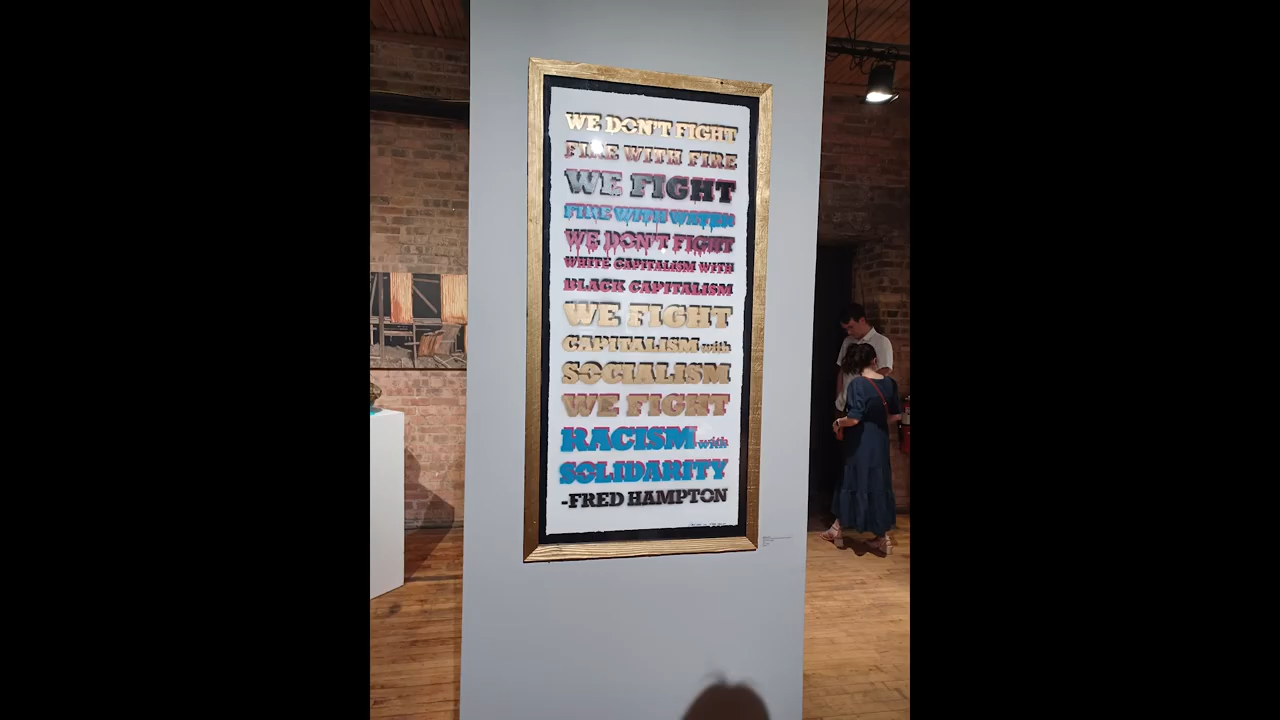 WE DON'T FIGHT
FIRE WITH FIRE
WE FIGHT
FIRE WITH WATER
WE DON'T FIGHT
WHITE CAPITALISM WITH
BLACK CAPITALISM
WE FIGHT
CAPITALISM with
SOCIALISM
WE FIGHT
RACISM with
SOLIDARITY
-FRED HAMPTON